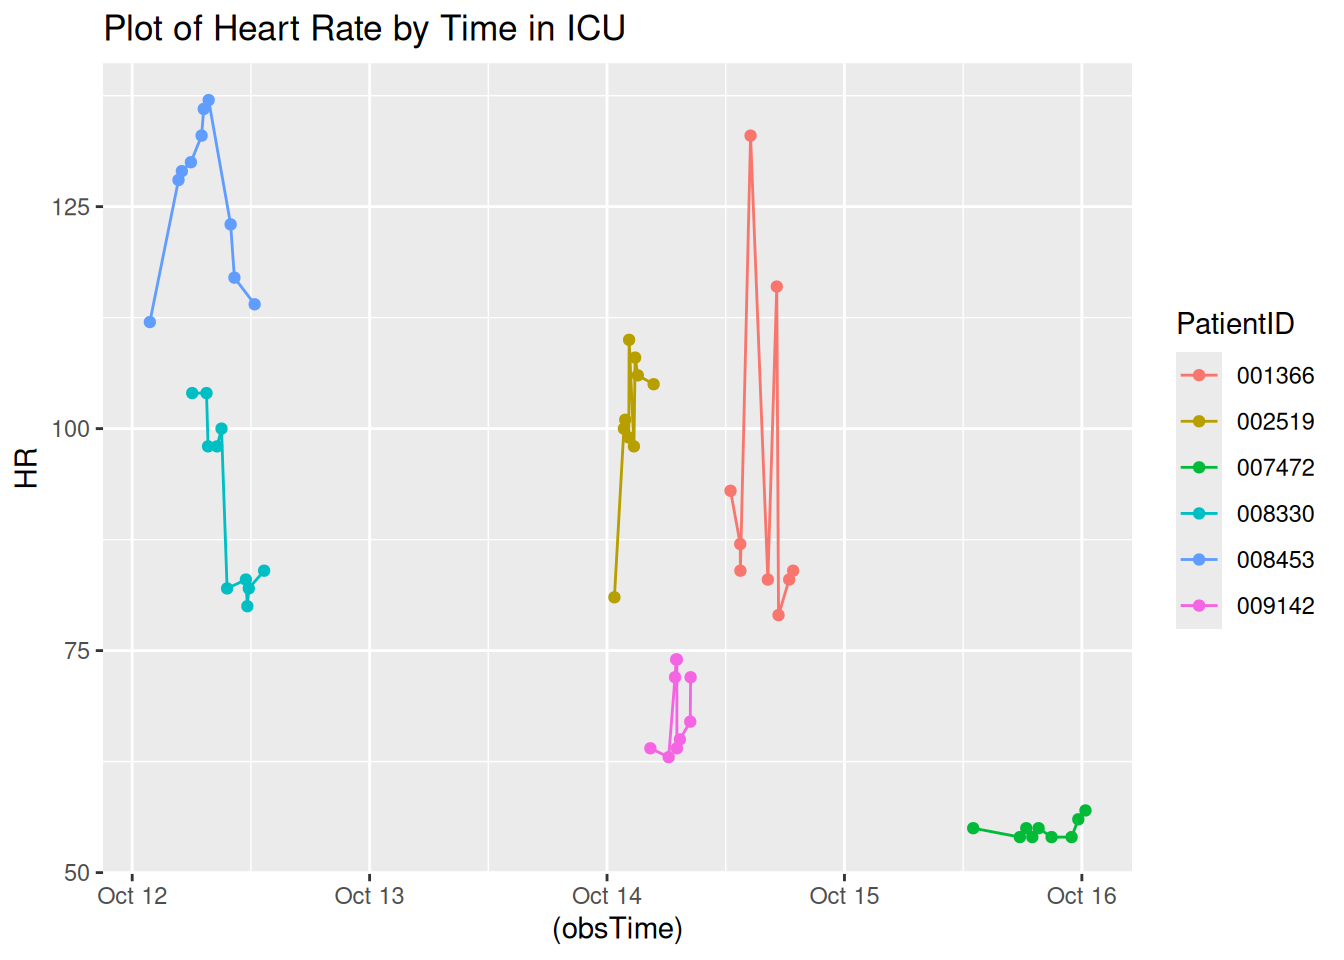 Plot of Heart Rate by Time in ICU
HR
125
100
75
50
Oct 12
Oct 13
Oct 14
Oct 15
Oct 16
(obsTime)
PatientID
001366
002519
007472
008330
008453
009142